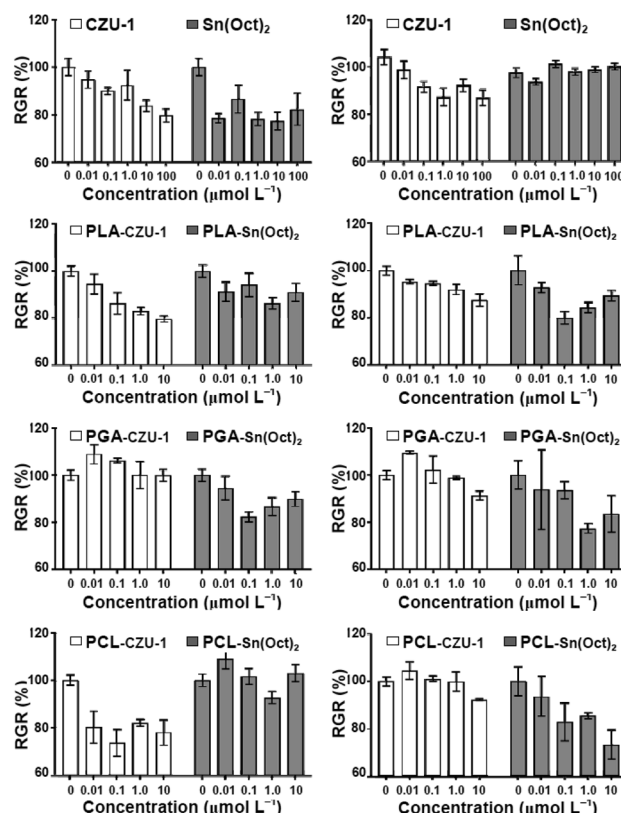 120 CZU-1 Sn(Oct)₂
100
80
60
RGR (%)
0 0.01 0.1 1.0 10 100 0 0.01 0.1 1.0 10 100
Concentration (μmol L⁻¹)
120 CZU-1 Sn(Oct)₂
100
80
60
RGR (%)
0 0.01 0.1 1.0 10 100 0 0.01 0.1 1.0 10 100
Concentration (μmol L⁻¹)
120 PLA-CZU-1 PLA-Sn(Oct)₂
100
80
60
RGR (%)
0 0.01 0.1 1.0 10 0 0.01 0.1 1.0 10
Concentration (μmol L⁻¹)
120 PLA-CZU-1 PLA-Sn(Oct)₂
100
80
60
RGR (%)
0 0.01 0.1 1.0 10 0 0.01 0.1 1.0 10
Concentration (μmol L⁻¹)
120 PGA-CZU-1 PGA-Sn(Oct)₂
100
80
60
RGR (%)
0 0.01 0.1 1.0 10 0 0.01 0.1 1.0 10
Concentration (μmol L⁻¹)
120 PGA-CZU-1 PGA-Sn(Oct)₂
100
80
60
RGR (%)
0 0.01 0.1 1.0 10 0 0.01 0.1 1.0 10
Concentration (μmol L⁻¹)
120 PCL-CZU-1 PCL-Sn(Oct)₂
100
80
60
RGR (%)
0 0.01 0.1 1.0 10 0 0.01 0.1 1.0 10
Concentration (μmol L⁻¹)
120 PCL-CZU-1 PCL-Sn(Oct)₂
100
80
60
RGR (%)
0 0.01 0.1 1.0 10 0 0.01 0.1 1.0 10
Concentration (μmol L⁻¹)